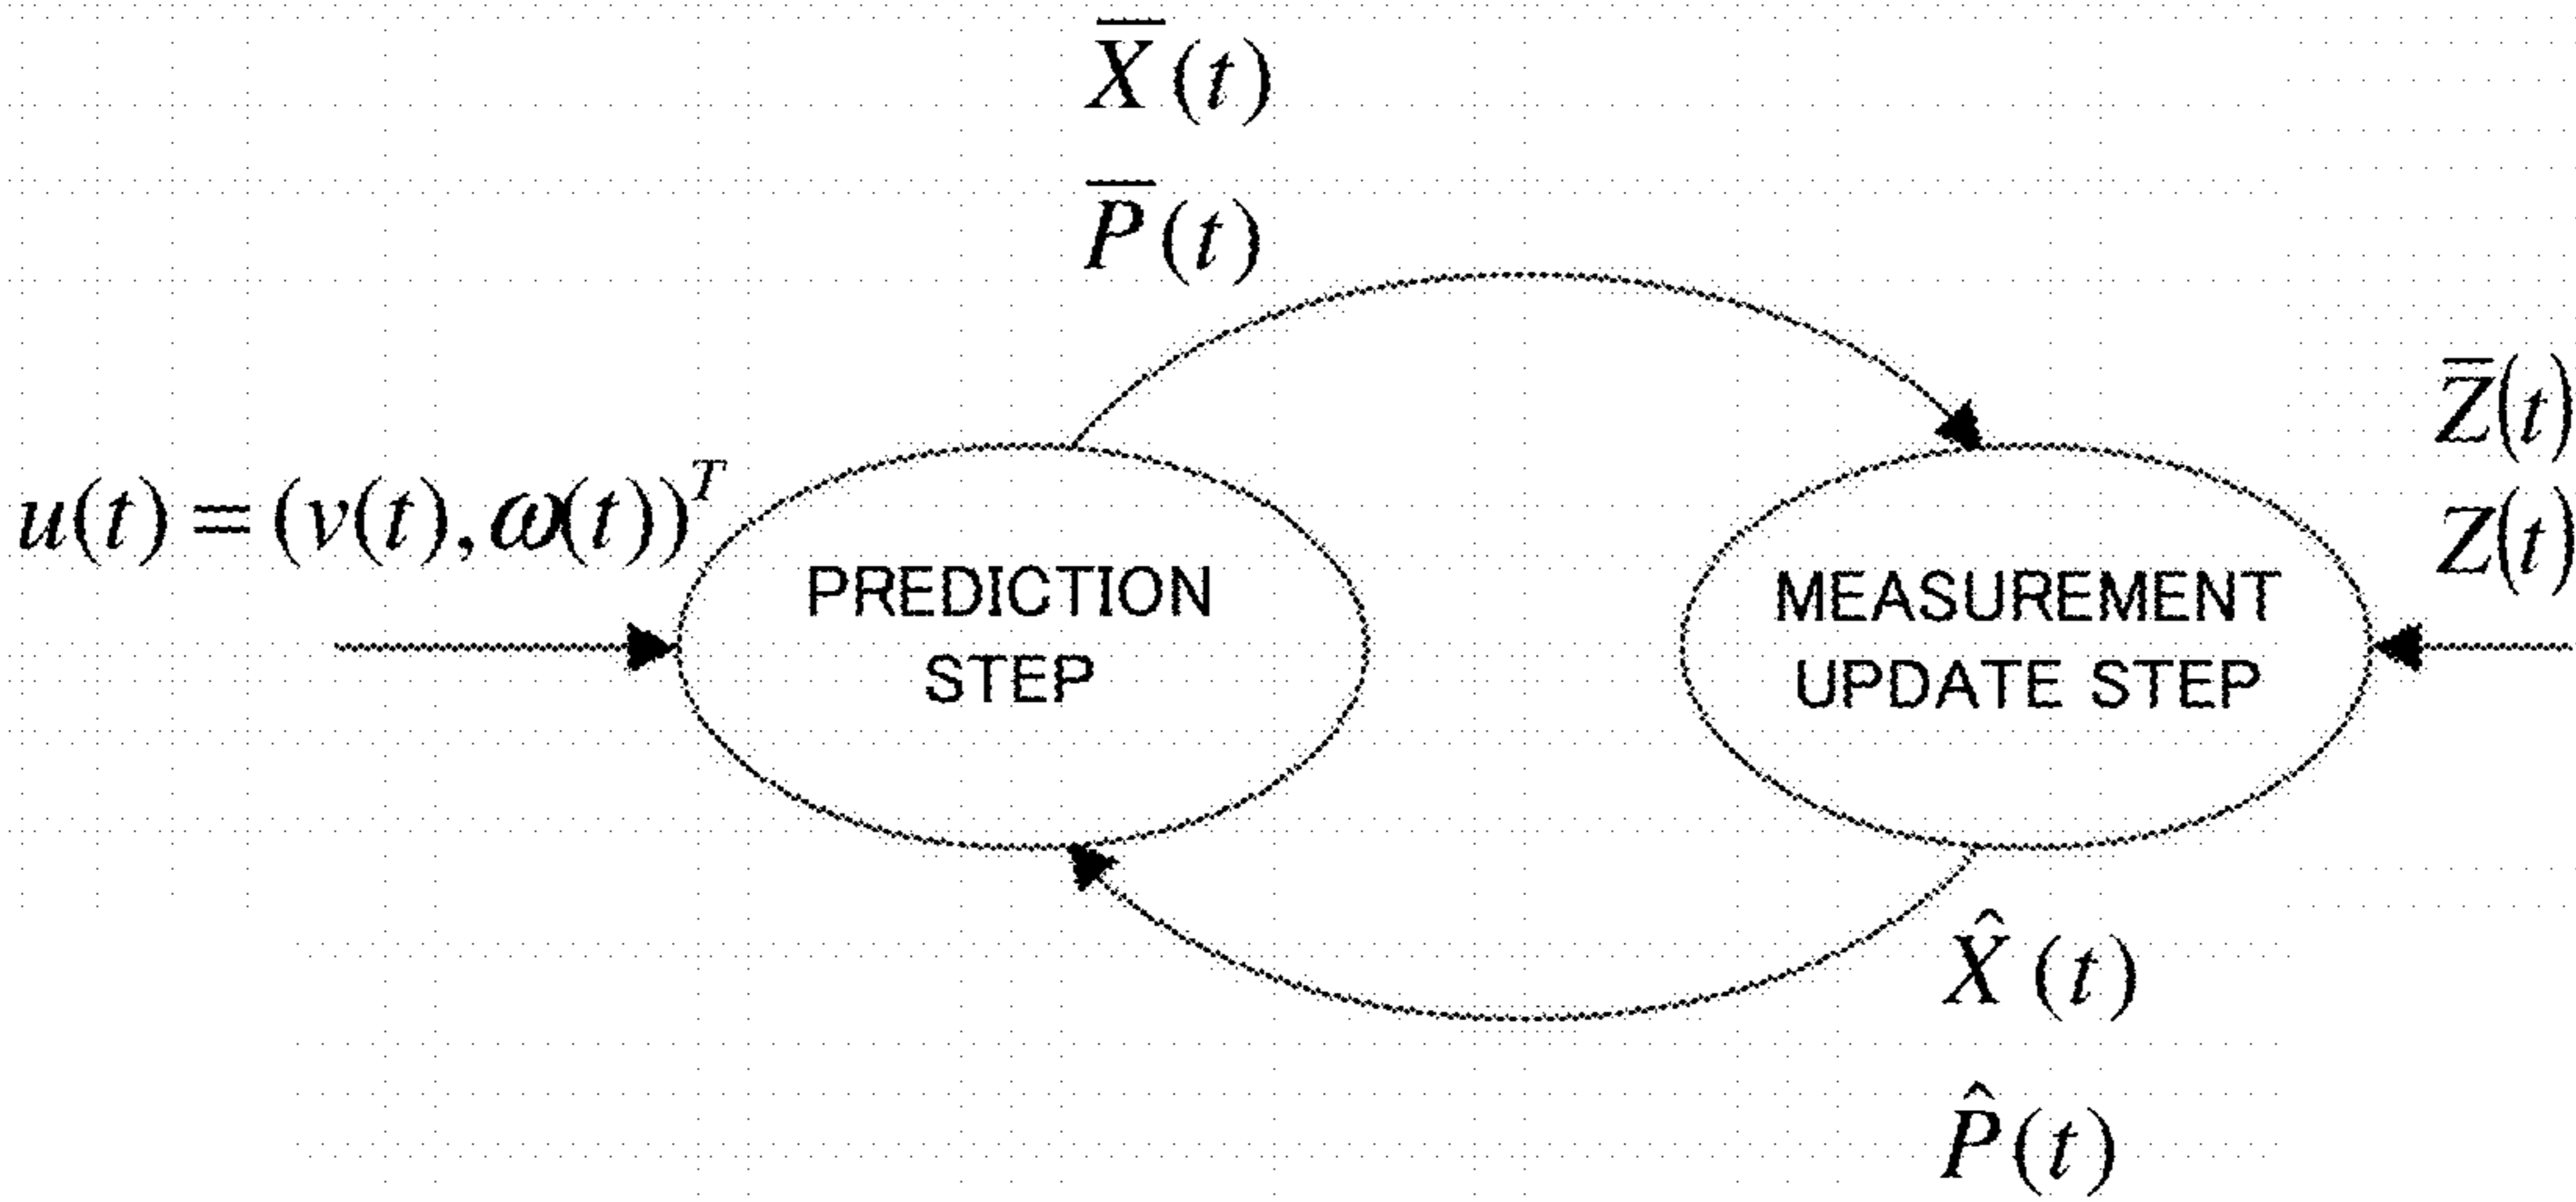 X̅(t)
P̅(t)
Z̅(t)
u(t)=(v(t),ω(t))ᵀ
Z(t)
PREDICTION
STEP
MEASUREMENT
UPDATE STEP
X̂(t)
P̂(t)